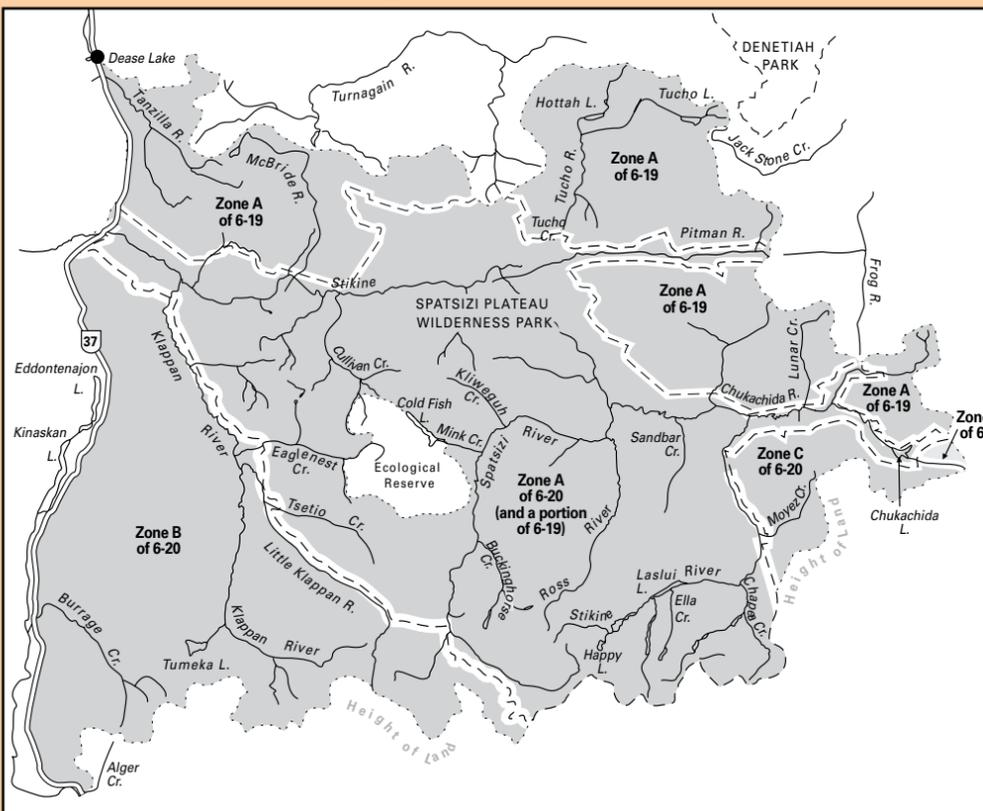 Dease Lake
Tanzilla R.
Turnagain R.
DENETIAH
PARK
Hottah L.
Tucho L.
Jack Stone Cr.
McBride R.
Zone A
of 6-19
Tucho R.
Zone A
of 6-19
Tucho
Cr.
Pitman R.
Stikine
SPATSIZI PLATEAU
WILDERNESS PARK
Zone A
of 6-19
Frog R.
37
Eddontenajon
L.
Klappan
River
Cullivan Cr.
Kliweguh
Cr.
Lunar Cr.
Chukachida R.
Zone A
of 6-19
Zone
of 6
Kinaskan
L.
Cold Fish
L.
Mink Cr.
Spatsizi
River
Sandbar
Cr.
Zone C
of 6-20
Eaglenest
Cr.
Ecological
Reserve
Zone A
of 6-20
(and a portion
of 6-19)
Moyez Cr.
Chukachida
L.
Height of Land
Tsetio Cr.
Zone B
of 6-20
Little Klappan R.
Buckinghorse
Cr.
Ross River
Laslui
L.
River
Stikine
Ella
Cr.
Chapea Cr.
Happy
L.
Burrage
Cr.
Klappan River
Tumeka L.
Height of Land
Alger
Cr.